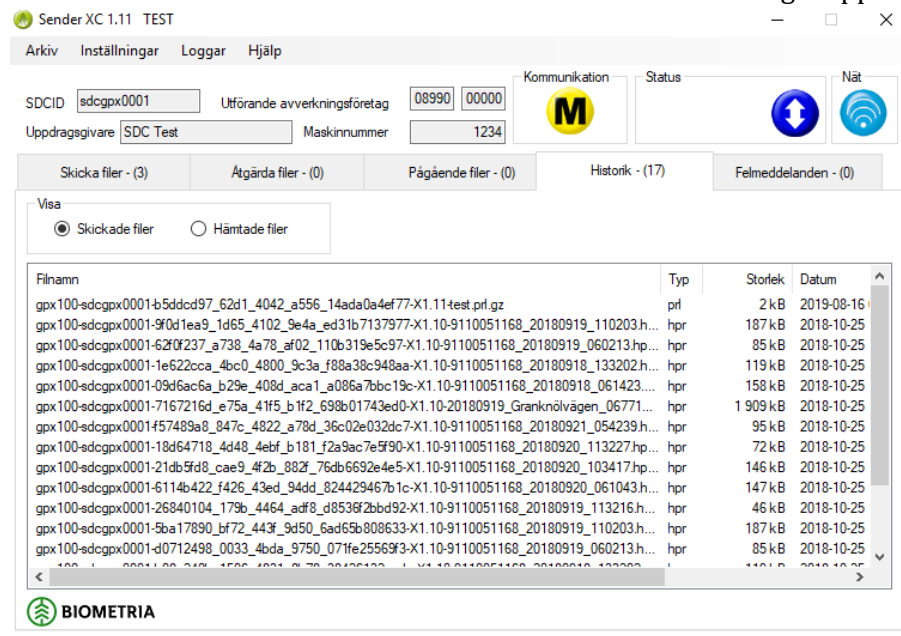 Sender XC 1.11 TEST
Arkiv Inställningar Loggar Hjälp
Kommunikation Status Nät
SDCID sdcgpx0001 Utförande avverkningsföretag 08990 00000
M
Uppdragsgivare SDC Test Maskinnummer 1234
Skicka filer - (3) Åtgärda filer - (0) Pågående filer - (0) Historik - (17) Felmeddelanden - (0)
Visa
Skickade filer Hämtade filer
Filnamn Typ Storlek Datum
gpx100-sdcgpx0001-b5ddcd97_62d1_4042_a556_14ada0a4ef77-X1.11-test.prl.gz prl 2 kB 2019-08-16
gpx100-sdcgpx0001-9f0d1ea9_1d65_4102_9e4a_ed31b7137977-X1.10-9110051168_20180919_110203.h... hpr 187 kB 2018-10-25
gpx100-sdcgpx0001-62f0f237_a738_4a78_af02_110b319e5c97-X1.10-9110051168_20180919_060213.hp... hpr 85 kB 2018-10-25
gpx100-sdcgpx0001-1e622cca_4bc0_4800_9c3a_f88a38c948aa-X1.10-9110051168_20180918_133202.h... hpr 119 kB 2018-10-25
gpx100-sdcgpx0001-09d6ac6a_b29e_408d_aca1_a086a7bbc19c-X1.10-9110051168_20180918_061423.... hpr 158 kB 2018-10-25
gpx100-sdcgpx0001-7167216d_e75a_41f5_b1f2_698b01743ed0-X1.10-20180919_Granknölvägen_06771... hpr 1 909 kB 2018-10-25
gpx100-sdcgpx0001-f57489a8_847c_4822_a78d_36c02e032dc7-X1.10-9110051168_20180921_054239.h... hpr 95 kB 2018-10-25
gpx100-sdcgpx0001-18d64718_4d48_4ebf_b181_f2a9ac7e5f90-X1.10-9110051168_20180920_113227.hp... hpr 72 kB 2018-10-25
gpx100-sdcgpx0001-21db5fd8_cae9_4f2b_882f_76db6692e4e5-X1.10-9110051168_20180920_103417.hp... hpr 146 kB 2018-10-25
gpx100-sdcgpx0001-6114b422_f426_43ed_94dd_824429467b1c-X1.10-9110051168_20180920_061043.h... hpr 147 kB 2018-10-25
gpx100-sdcgpx0001-26840104_179b_4464_adf8_d8536f2bbd92-X1.10-9110051168_20180919_113216.h... hpr 46 kB 2018-10-25
gpx100-sdcgpx0001-5ba17890_bf72_443f_9d50_6ad65b808633-X1.10-9110051168_20180919_110203.h... hpr 187 kB 2018-10-25
gpx100-sdcgpx0001-d0712498_0033_4bda_9750_071fe25569f3-X1.10-9110051168_20180919_060213.h... hpr 85 kB 2018-10-25
BIOMETRIA